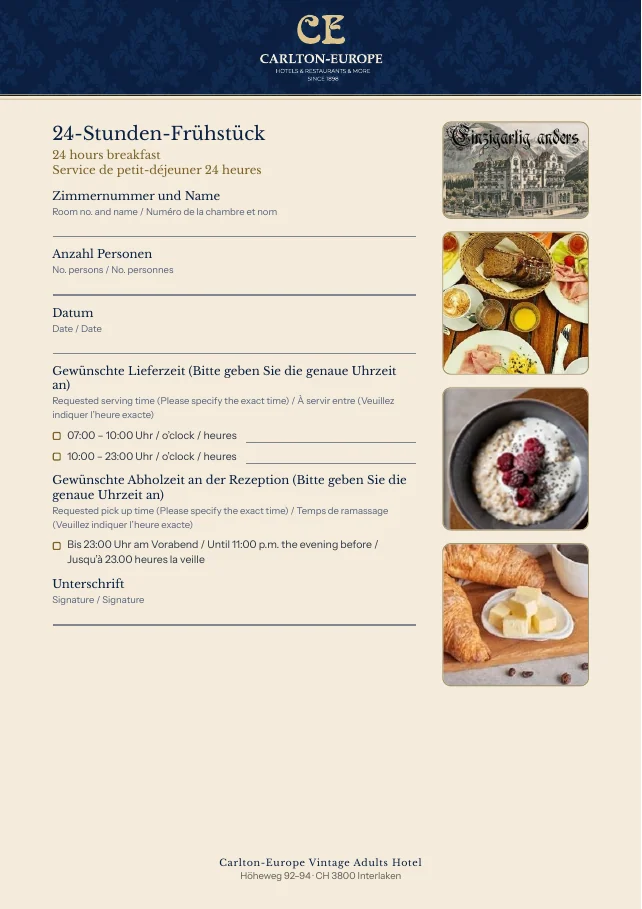 CE
CARLTON-EUROPE
HOTELS & RESTAURANTS & MORE
SINCE 1898
24-Stunden-Frühstück
24 hours breakfast
Service de petit-déjeuner 24 heures
Zimmernummer und Name
Room no. and name / Numéro de la chambre et nom
Anzahl Personen
No. persons / No. personnes
Datum
Date / Date
Gewünschte Lieferzeit (Bitte geben Sie die genaue Uhrzeit
an)
Requested serving time (Please specify the exact time) / À servir entre (Veuillez
indiquer l'heure exacte)
07:00 – 10:00 Uhr / o'clock / heures
10:00 – 23:00 Uhr / o'clock / heures
Gewünschte Abholzeit an der Rezeption (Bitte geben Sie die
genaue Uhrzeit an)
Requested pick up time (Please specify the exact time) / Temps de ramassage
(Veuillez indiquer l'heure exacte)
Bis 23:00 Uhr am Vorabend / Until 11:00 p.m. the evening before /
Jusqu'à 23.00 heures la veille
Unterschrift
Signature / Signature
Einzigartig anders.
Carlton-Europe Vintage Adults Hotel
Höheweg 92-94 · CH 3800 Interlaken